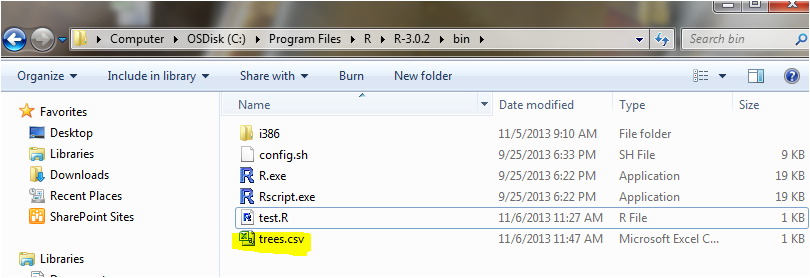 Computer OSDisk (C:) Program Files R R-3.0.2 bin Search bin
Organize Include in library Share with Burn New folder
Favorites
Desktop
Libraries
Downloads
Recent Places
SharePoint Sites
Libraries
Name Date modified Type Size
i386 11/5/2013 9:10 AM File folder
config.sh 9/25/2013 6:33 PM SH File 9 KB
R.exe 9/25/2013 6:22 PM Application 19 KB
Rscript.exe 9/25/2013 6:22 PM Application 19 KB
test.R 11/6/2013 11:27 AM R File 1 KB
trees.csv 11/6/2013 11:47 AM Microsoft Excel C... 1 KB